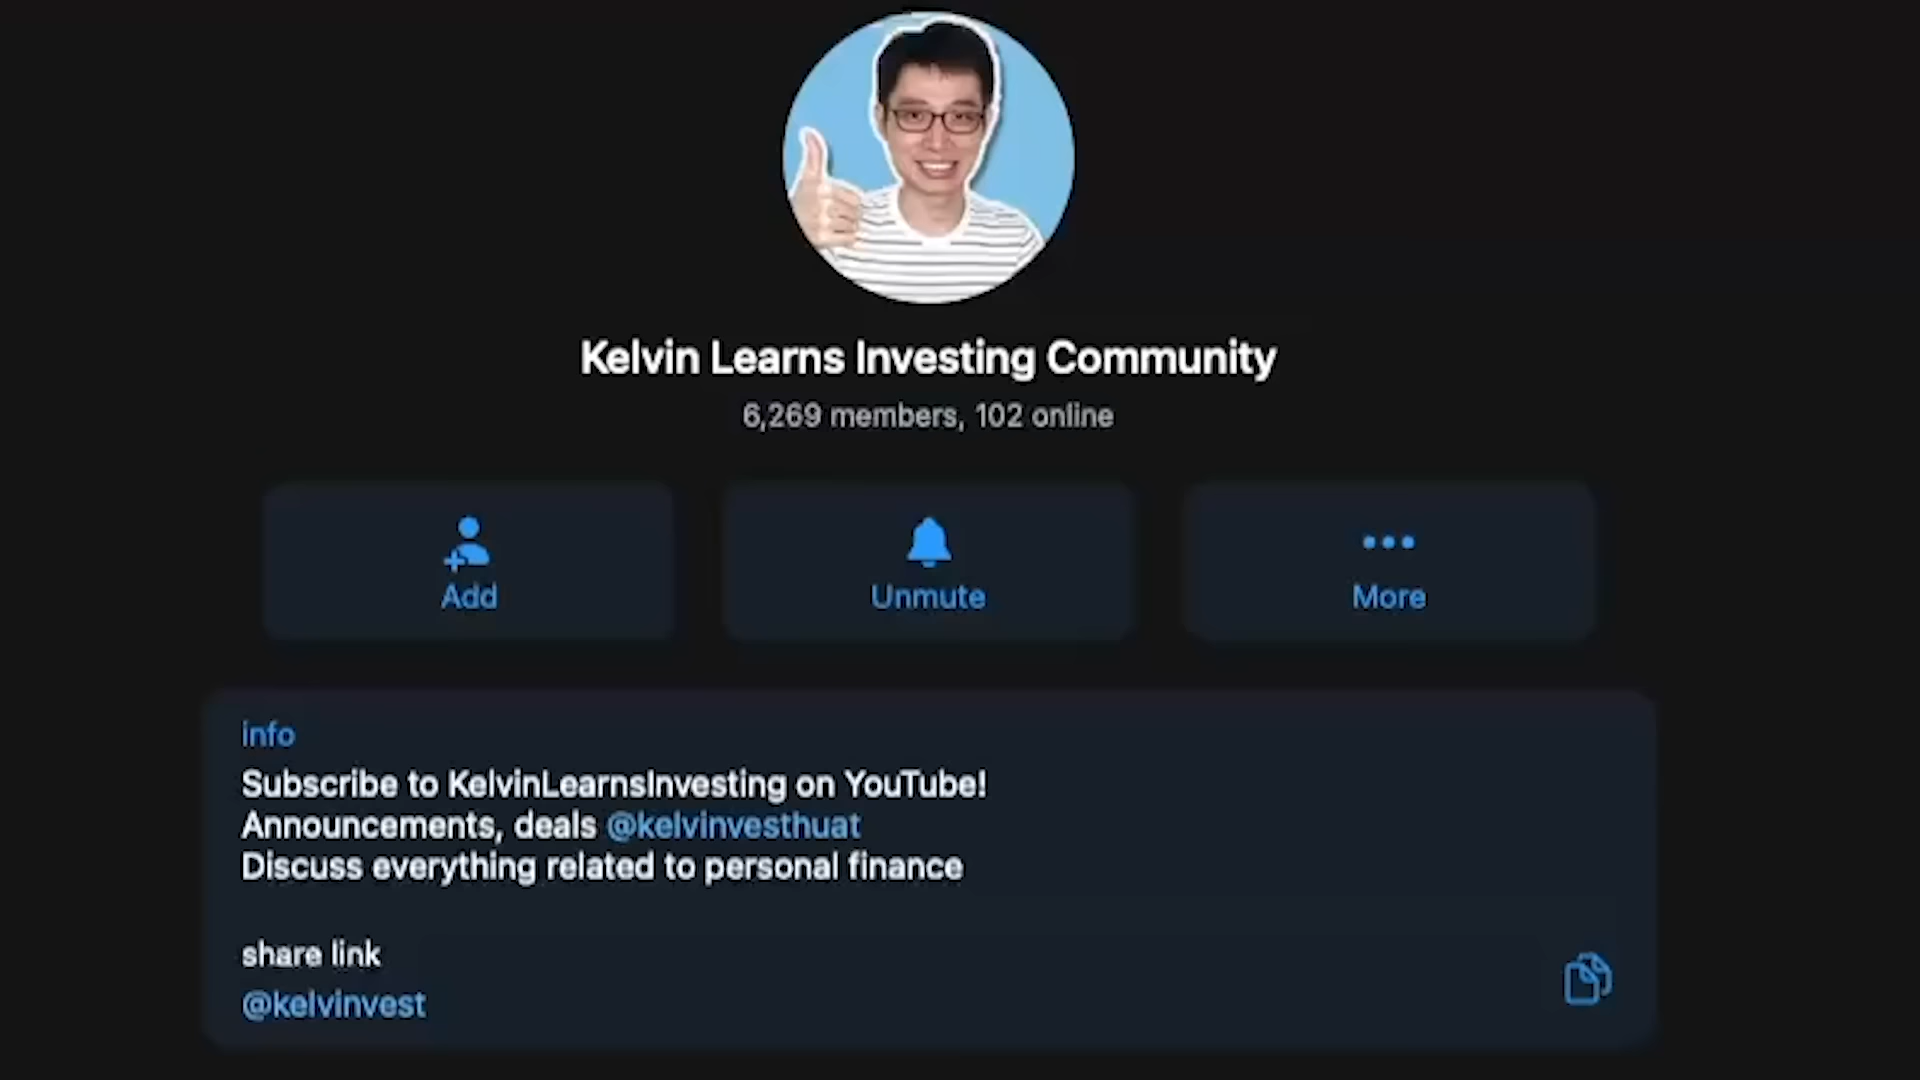 Kelvin Learns Investing Community
6,269 members, 102 online
Add
Unmute
More
info
Subscribe to KelvinLearnsInvesting on YouTube!
Announcements, deals @kelvinvesthuat
Discuss everything related to personal finance
share link
@kelvinvest